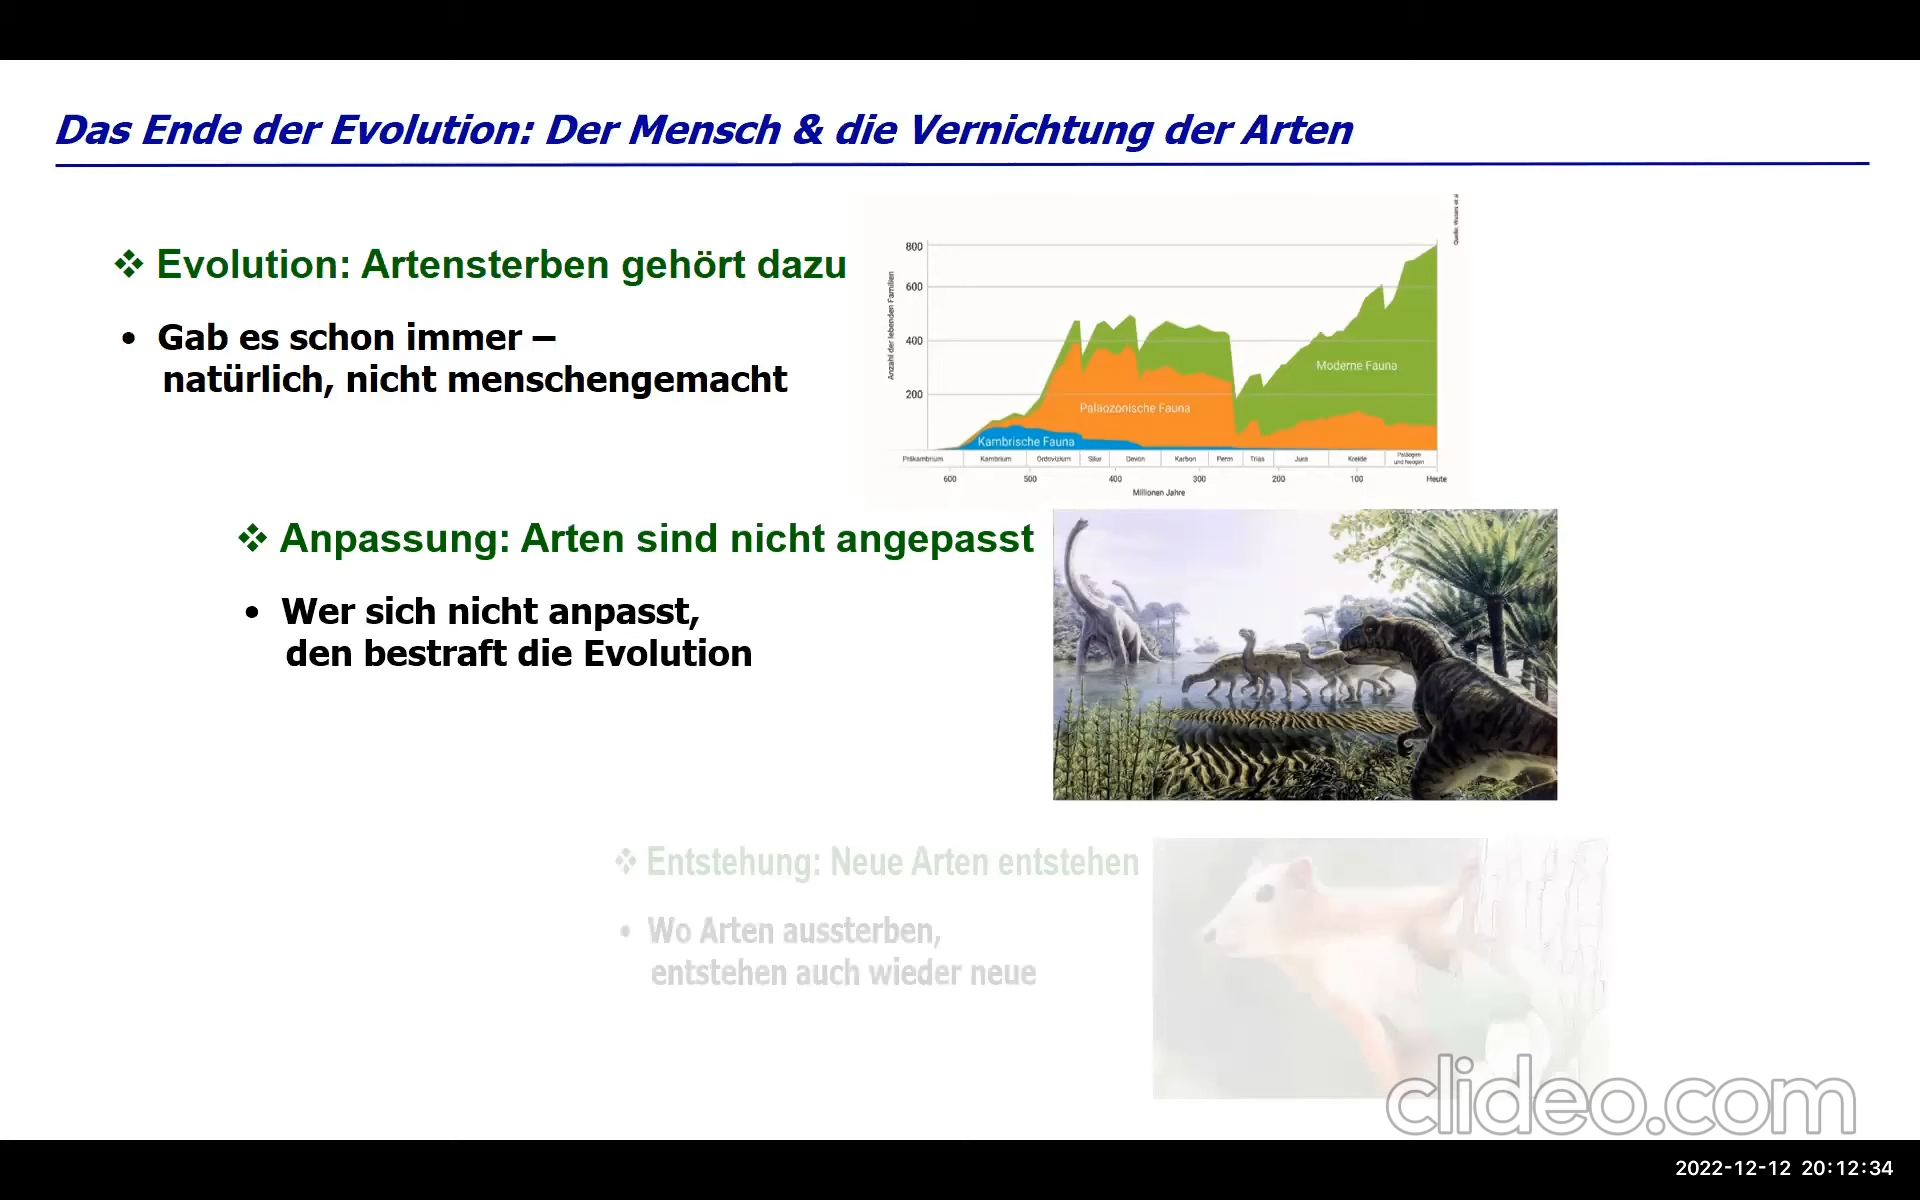 Das Ende der Evolution: Der Mensch & die Vernichtung der Arten
❖ Evolution: Artensterben gehört dazu
• Gab es schon immer –
natürlich, nicht menschengemacht
800
600
400
200
Anzahl der lebenden Familien
Moderne Fauna
Paläozonische Fauna
Kambrische Fauna
Präkambrium Kambrium Ordovizium Silur Devon Karbon Perm Trias Jura Kreide Paläogen
und Neogen
600 500 400 300 200 100 Heute
Millionen Jahre
❖ Anpassung: Arten sind nicht angepasst
• Wer sich nicht anpasst,
den bestraft die Evolution
❖ Entstehung: Neue Arten entstehen
• Wo Arten aussterben,
entstehen auch wieder neue
clideo.com
2022-12-12 20:12:34